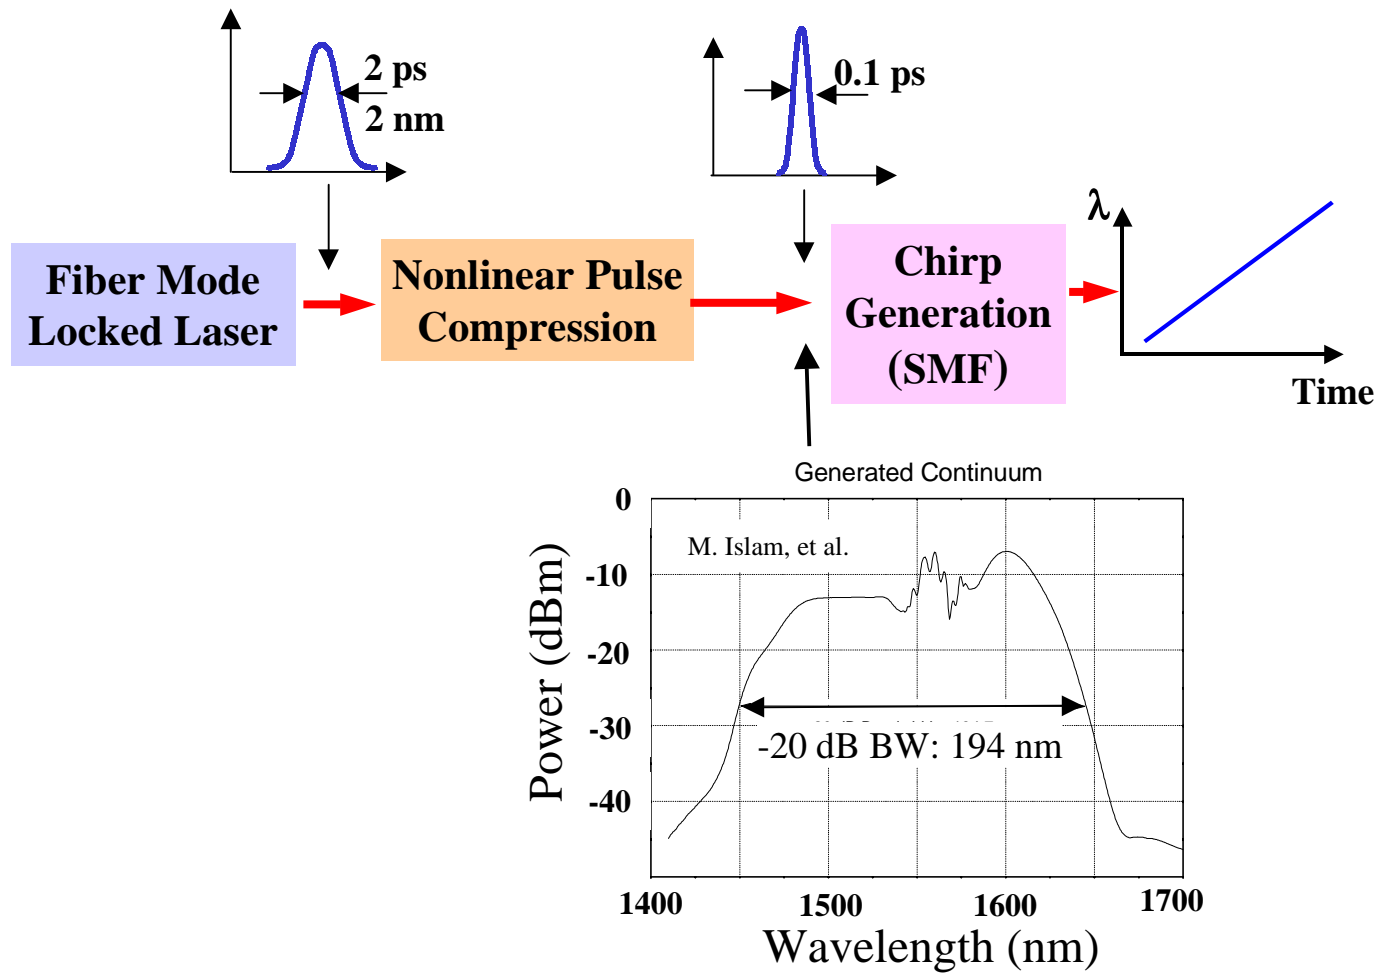 2 ps
2 nm
0.1 ps
Fiber Mode
Locked Laser
Nonlinear Pulse
Compression
Chirp
Generation
(SMF)
λ
Time
Generated Continuum
M. Islam, et al.
-20 dB BW: 194 nm
Power (dBm)
0
-10
-20
-30
-40
1400
1500
1600
1700
Wavelength (nm)